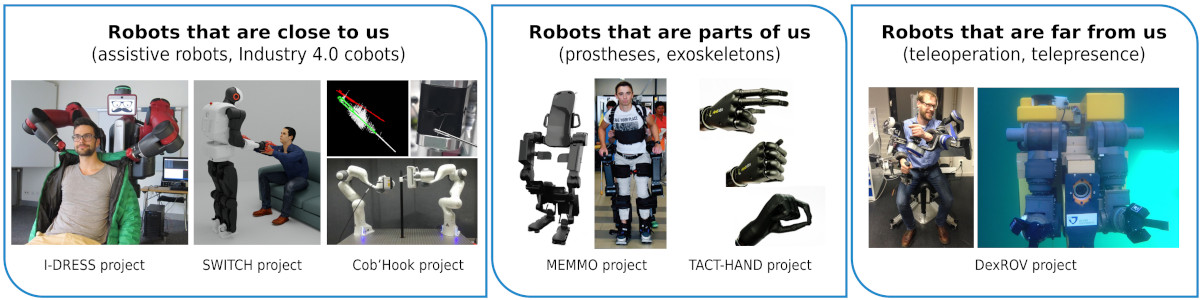 Robots that are close to us
(assistive robots, Industry 4.0 cobots)
I-DRESS project
SWITCH project
Cob'Hook project
Robots that are parts of us
(prostheses, exoskeletons)
MEMMO project
TACT-HAND project
Robots that are far from us
(teleoperation, telepresence)
DexROV project